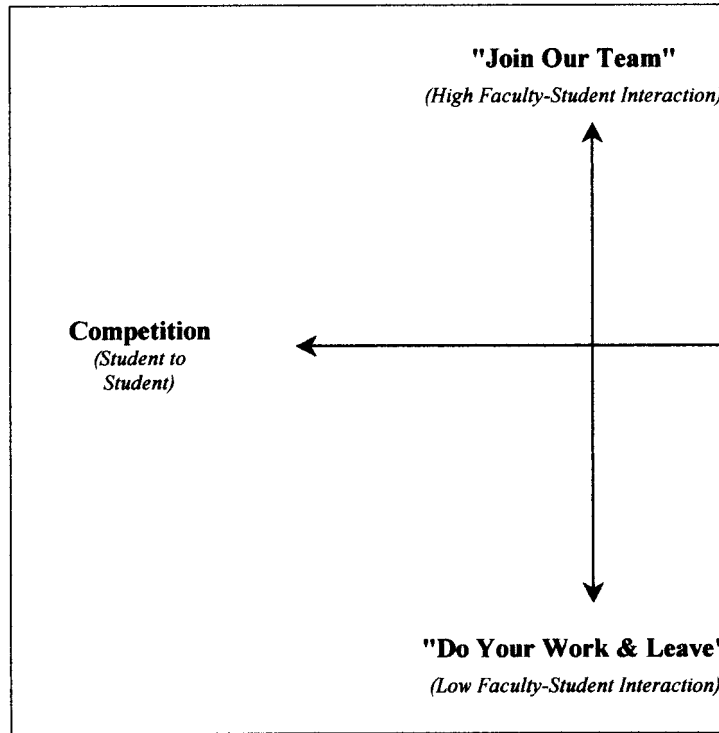 "Join Our Team"
(High Faculty-Student Interaction)
Competition
(Student to
Student)
"Do Your Work & Leave"
(Low Faculty-Student Interaction)